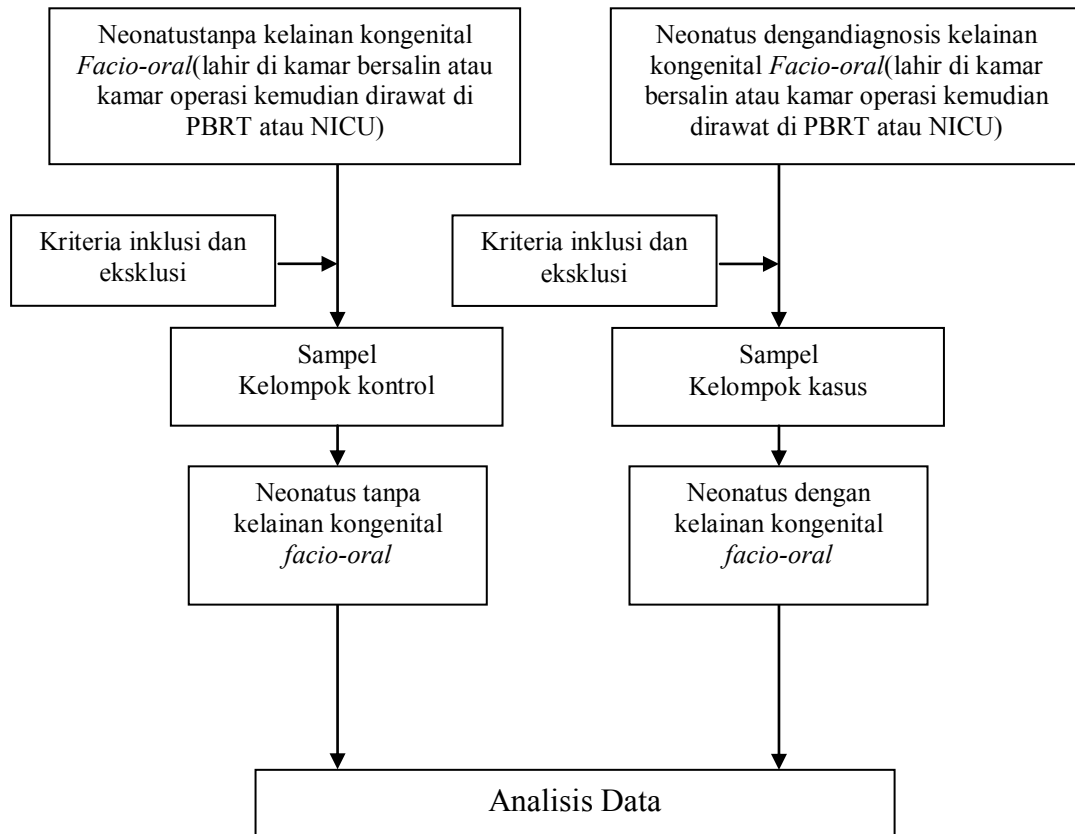 Neonatustanpa kelainan kongenital
Facio-oral(lahir di kamar bersalin atau
kamar operasi kemudian dirawat di
PBRT atau NICU)
Neonatus dengandiagnosis kelainan
kongenital Facio-oral(lahir di kamar
bersalin atau kamar operasi kemudian
dirawat di PBRT atau NICU)
Kriteria inklusi dan
eksklusi
Kriteria inklusi dan
eksklusi
Sampel
Kelompok kontrol
Sampel
Kelompok kasus
Neonatus tanpa
kelainan kongenital
facio-oral
Neonatus dengan
kelainan kongenital
facio-oral
Analisis Data